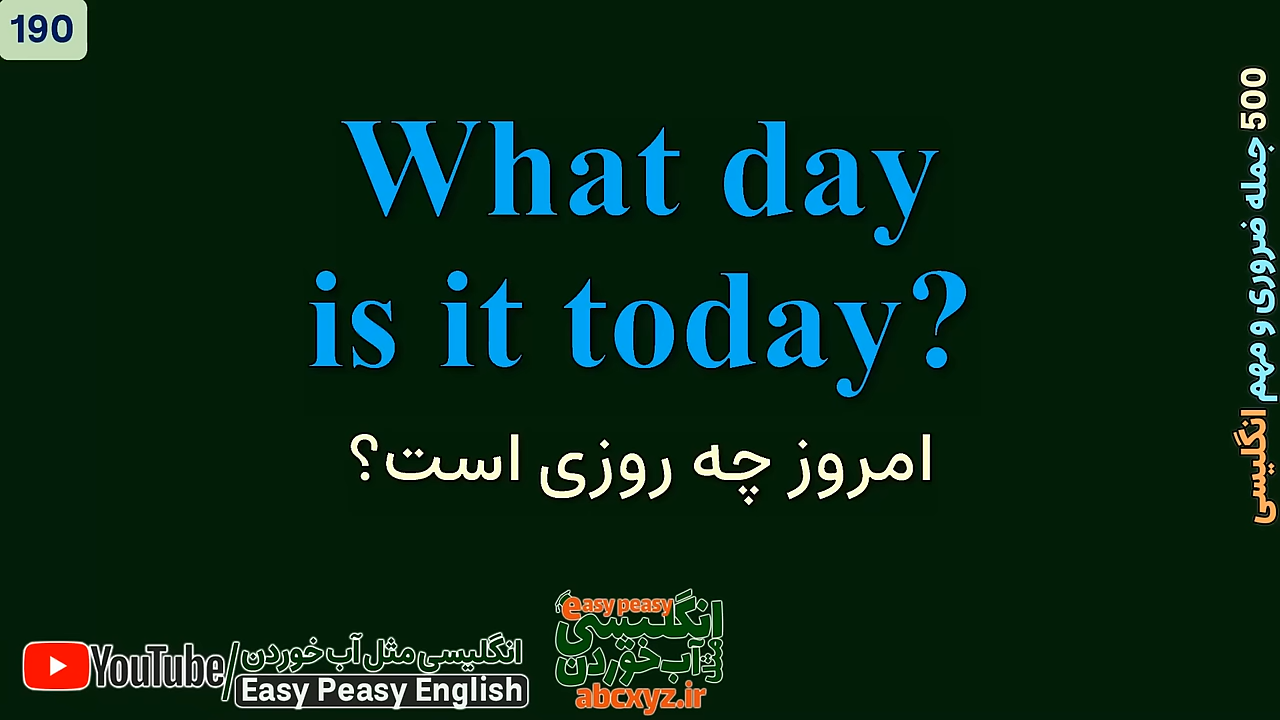 190
What day
is it today?
امروز چه روزی است؟
500 جمله ضروری و مهم انگلیسی
YouTube/انگلیسی مثل آب خوردن
Easy Peasy English
easy peasy
انگلیسی
مثل آب خوردن
abcxyz.ir